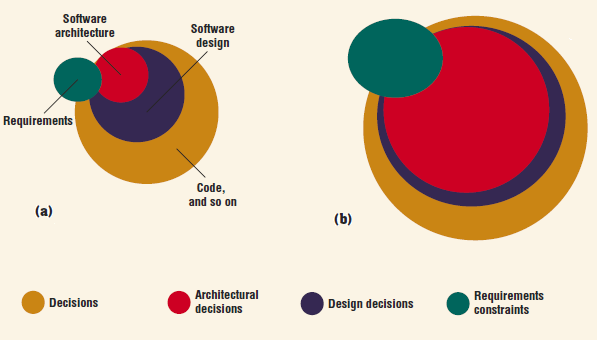 Software
architecture
Software
design
Requirements
Code,
and so on
(a)
(b)
Decisions
Architectural
decisions
Design decisions
Requirements
constraints